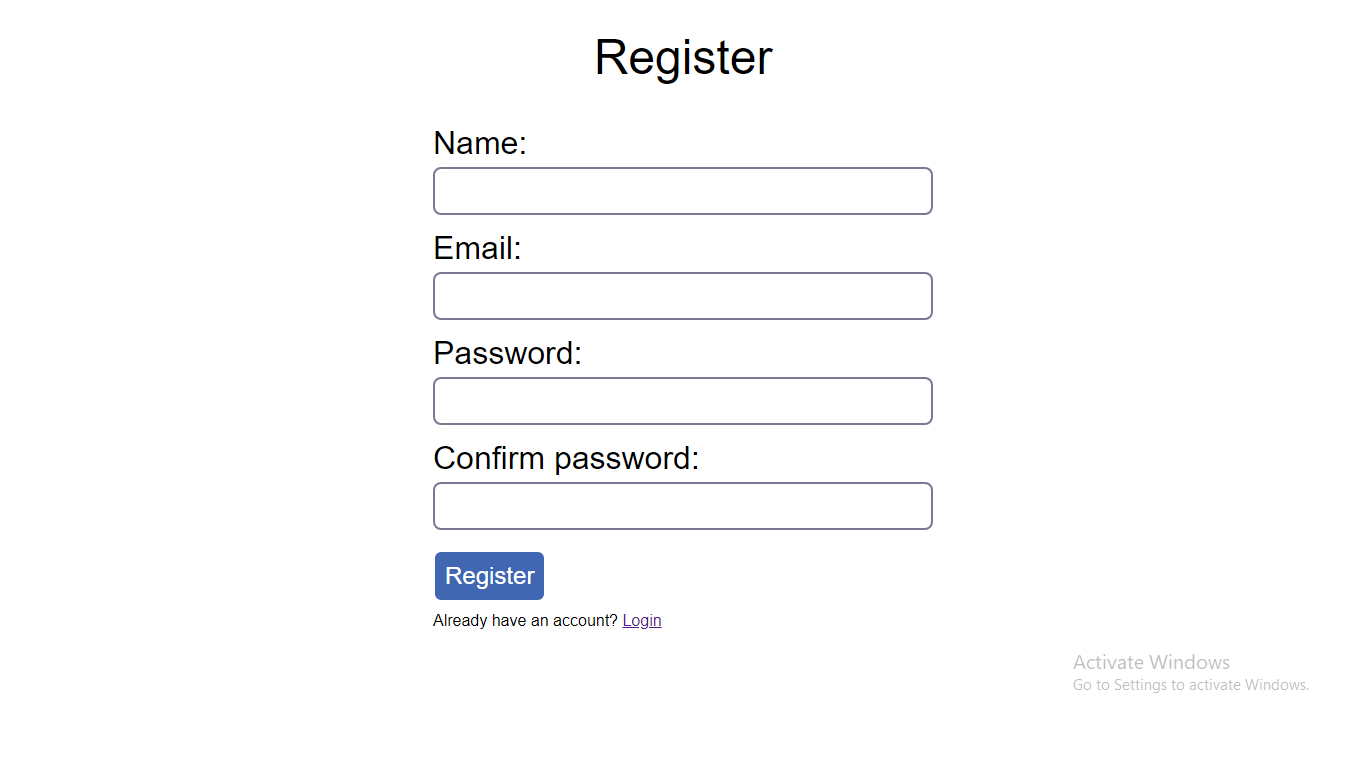 Register
Name:
Email:
Password:
Confirm password:
Register
Already have an account? Login
Activate Windows
Go to Settings to activate Windows.